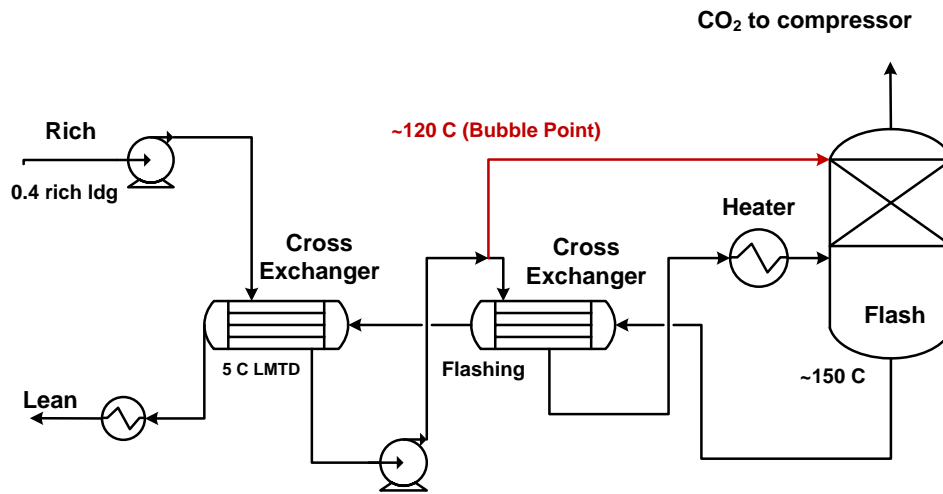 CO₂ to compressor
Rich
~120 C (Bubble Point)
0.4 rich ldg
Heater
Cross
Exchanger
Cross
Exchanger
Flash
5 C LMTD
Flashing
~150 C
Lean